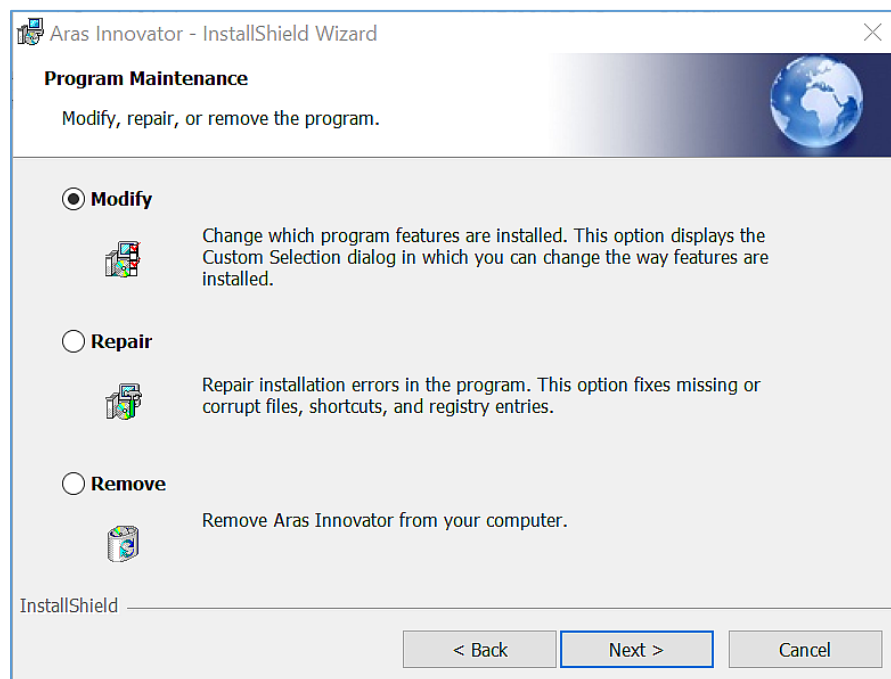 Aras Innovator - InstallShield Wizard
Program Maintenance
Modify, repair, or remove the program.
Modify
Change which program features are installed. This option displays the
Custom Selection dialog in which you can change the way features are
installed.
Repair
Repair installation errors in the program. This option fixes missing or
corrupt files, shortcuts, and registry entries.
Remove
Remove Aras Innovator from your computer.
InstallShield
< Back
Next >
Cancel